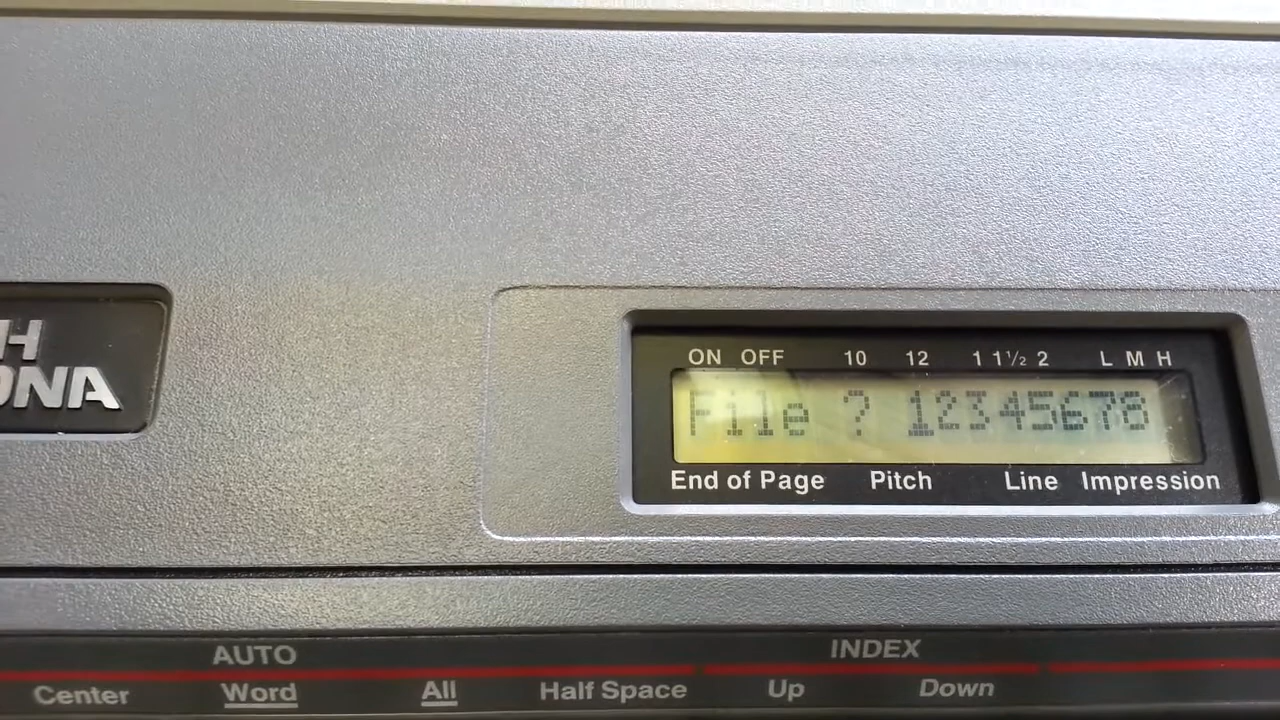 H
ONA
ON OFF 10 12 1 1½ 2 L M H
File ? 12345678
End of Page Pitch Line Impression
AUTO INDEX
Center Word All Half Space Up Down